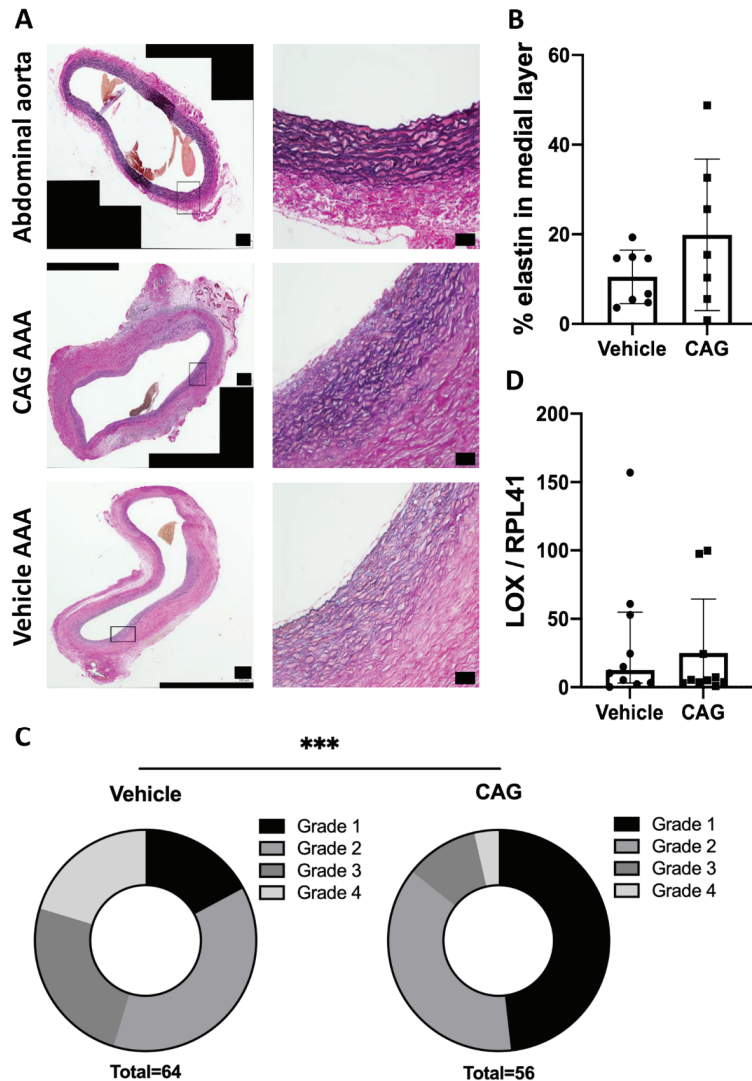 A
Abdominal aorta
CAG AAA
Vehicle AAA
B
% elastin in medial layer
60
40
20
0
Vehicle
CAG
D
LOX / RPL41
200
150
100
50
0
Vehicle
CAG
C
***
Vehicle
Grade 1
Grade 2
Grade 3
Grade 4
Total=64
CAG
Grade 1
Grade 2
Grade 3
Grade 4
Total=56